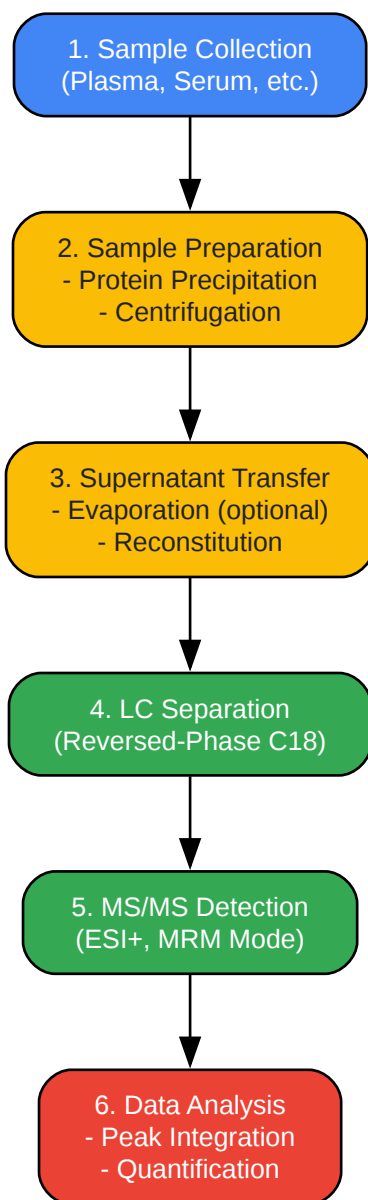 1. Sample Collection
(Plasma, Serum, etc.)
2. Sample Preparation
- Protein Precipitation
- Centrifugation
3. Supernatant Transfer
- Evaporation (optional)
- Reconstitution
4. LC Separation
(Reversed-Phase C18)
5. MS/MS Detection
(ESI+, MRM Mode)
6. Data Analysis
- Peak Integration
- Quantification